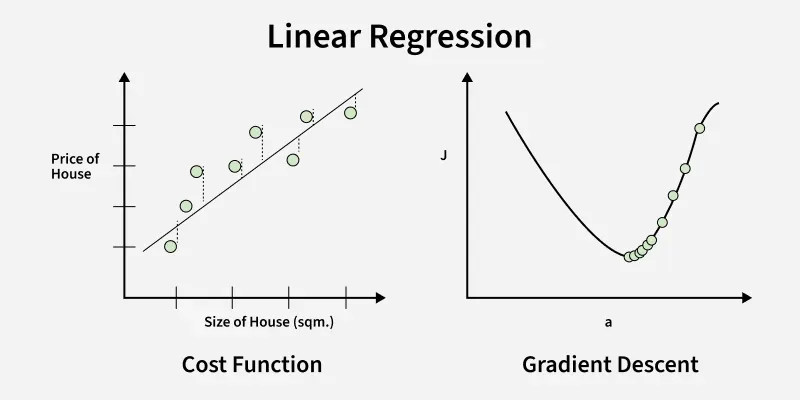 Linear Regression
Price of
House
Size of House (sqm.)
Cost Function
J
a
Gradient Descent